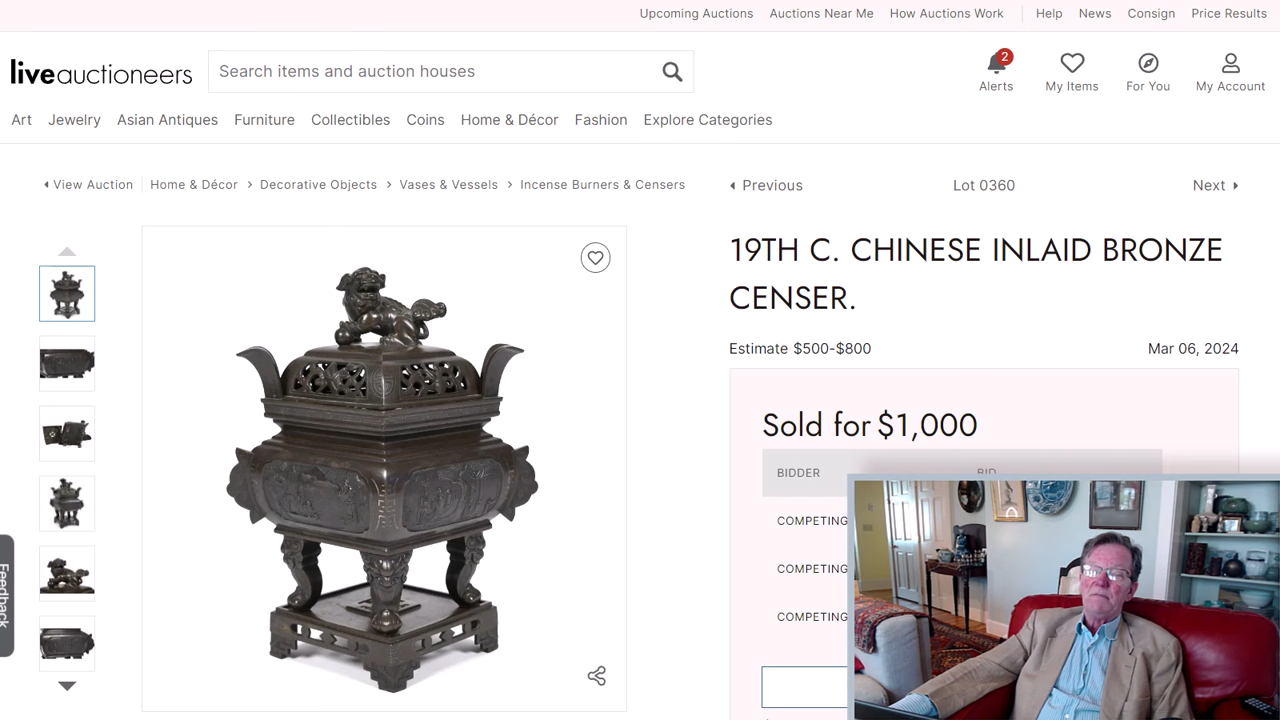 Upcoming Auctions Auctions Near Me How Auctions Work Help News Consign Price Results
liveauctioneers
Search items and auction houses
2
Alerts My Items For You My Account
Art Jewelry Asian Antiques Furniture Collectibles Coins Home & Décor Fashion Explore Categories
View Auction Home & Décor Decorative Objects Vases & Vessels Incense Burners & Censers
Previous Lot 0360 Next
19TH C. CHINESE INLAID BRONZE
CENSER.
Estimate $500-$800 Mar 06, 2024
Sold for $1,000
BIDDER BID
COMPETING
COMPETING
COMPETING
Feedback